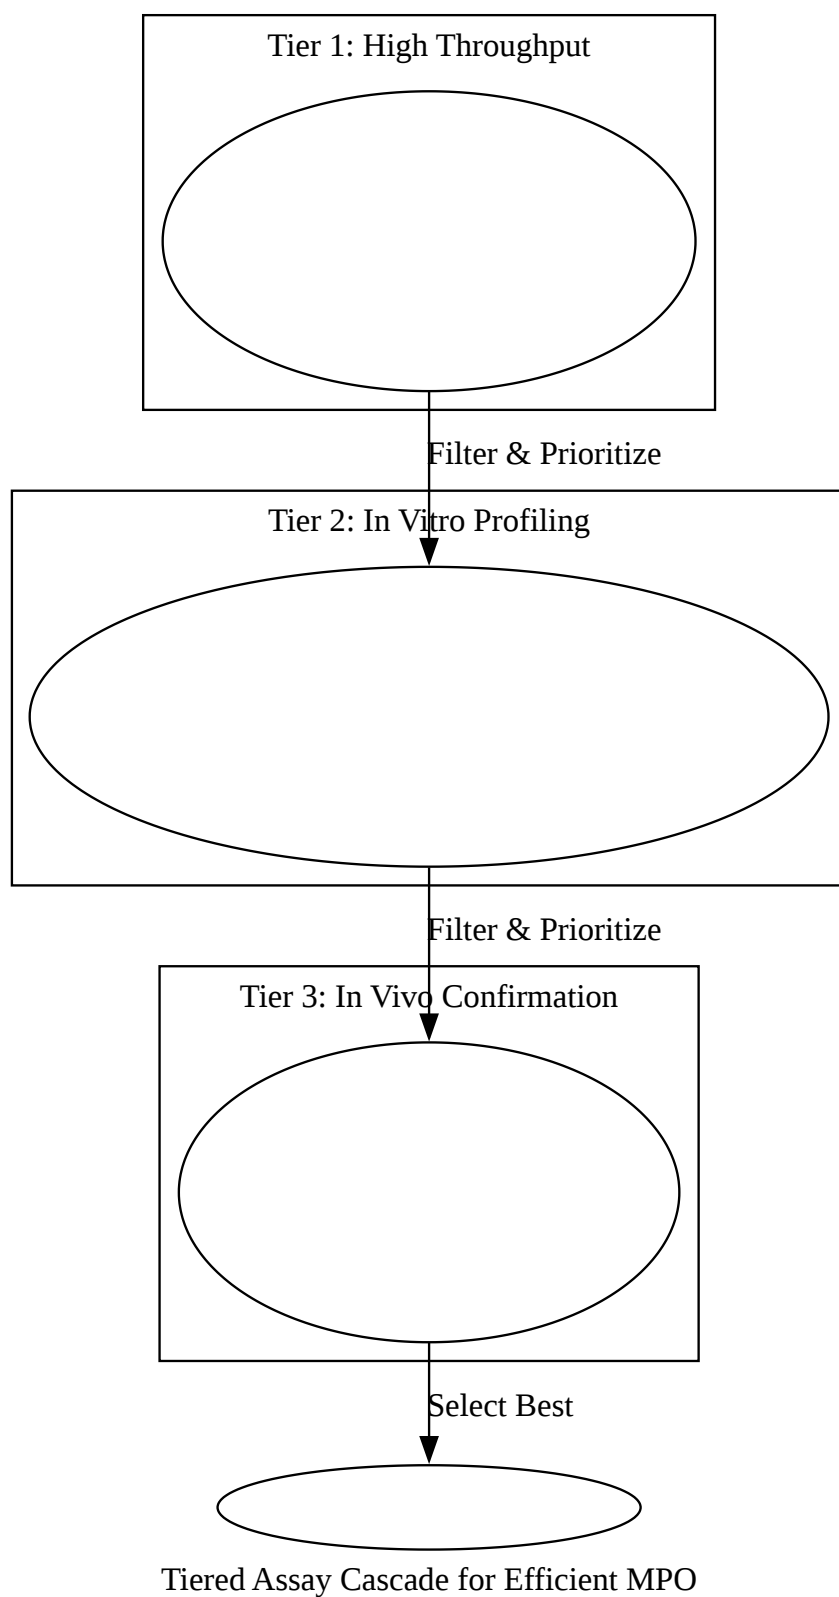 Tier 1: High Throughput
Filter & Prioritize
Tier 2: In Vitro Profiling
Filter & Prioritize
Tier 3: In Vivo Confirmation
Select Best
Tiered Assay Cascade for Efficient MPO